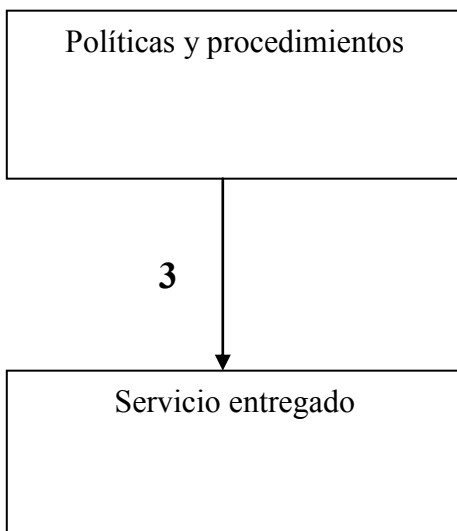 Políticas y procedimientos
3
Servicio entregado